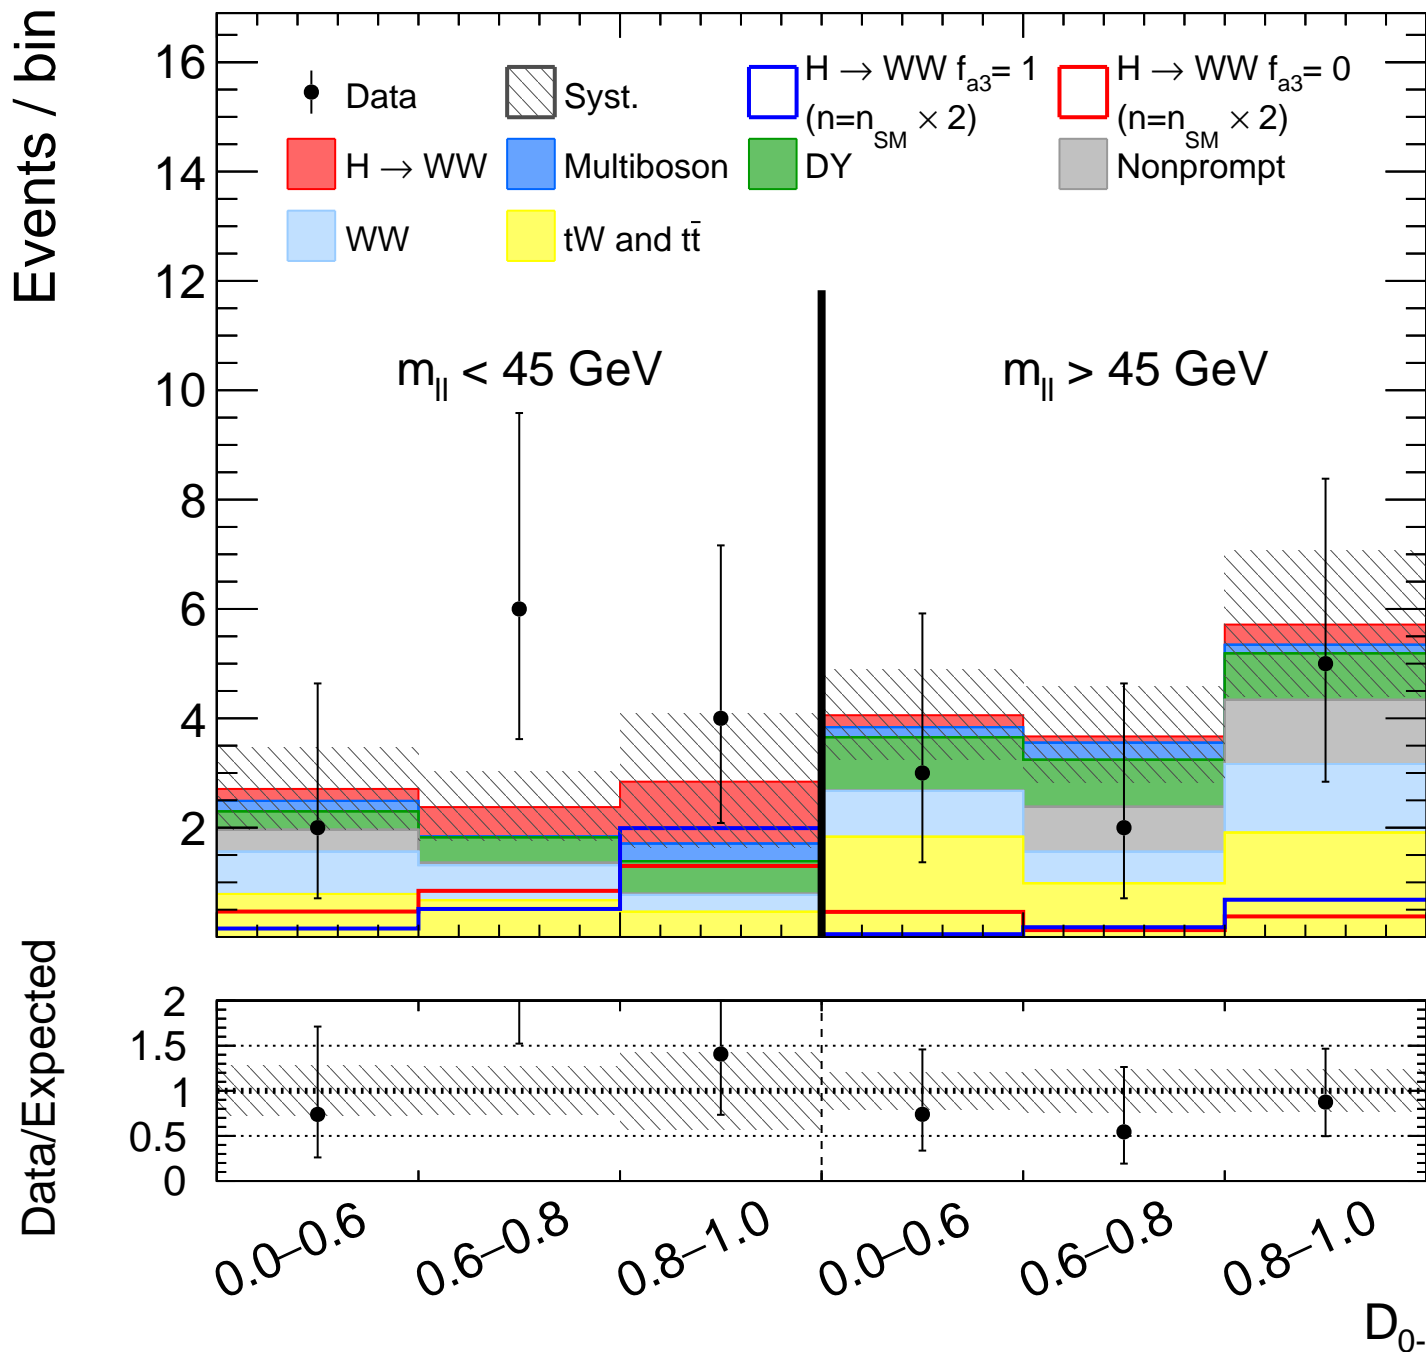 Events / bin
16
14
12
10
8
6
4
2
Data
Syst.
H → WW f_a3 = 1
(n=n_SM × 2)
H → WW f_a3 = 0
(n=n_SM × 2)
H → WW
Multiboson
DY
Nonprompt
WW
tW and tt̄
m_ll < 45 GeV
m_ll > 45 GeV
Data/Expected
2
1.5
1
0.5
0
0.0–0.6
0.6–0.8
0.8–1.0
0.0–0.6
0.6–0.8
0.8–1.0
D_0-